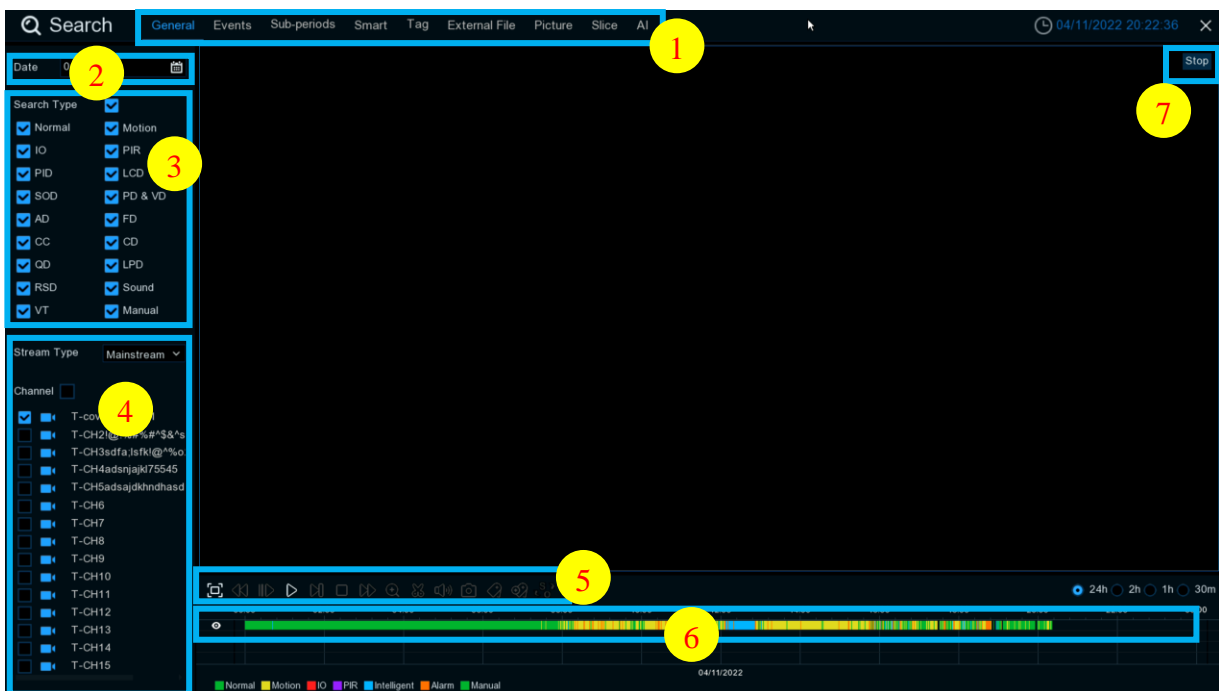 Search General Events Sub-periods Smart Tag External File Picture Slice AI 04/11/2022 20:22:36
1
Date 0
2
Stop
7
Search Type
Normal Motion
IO PIR
3
PID LCD
SOD PD & VD
AD FD
CC CD
QD LPD
RSD Sound
VT Manual
Stream Type Mainstream
Channel
4
T-CH3sdfa;lsfk!@^%o
T-CH4adsnjajkl75545
T-CH5adsajdkhndhasd
T-CH6
T-CH7
T-CH8
T-CH9
T-CH10
T-CH11
T-CH12
T-CH13
T-CH14
T-CH15
5
24h 2h 1h 30m
6
04/11/2022
Normal Motion IO PIR Intelligent Alarm Manual